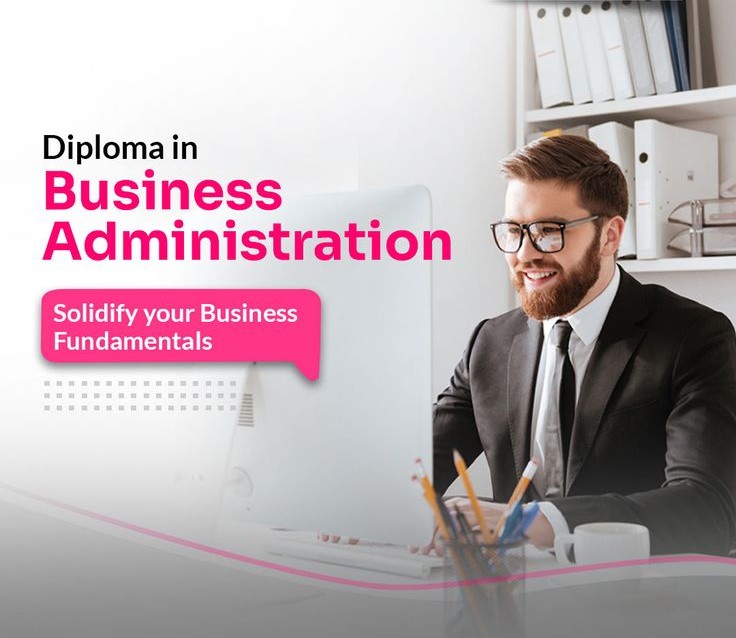 Diploma in
Business
Administration
Solidify your Business
Fundamentals